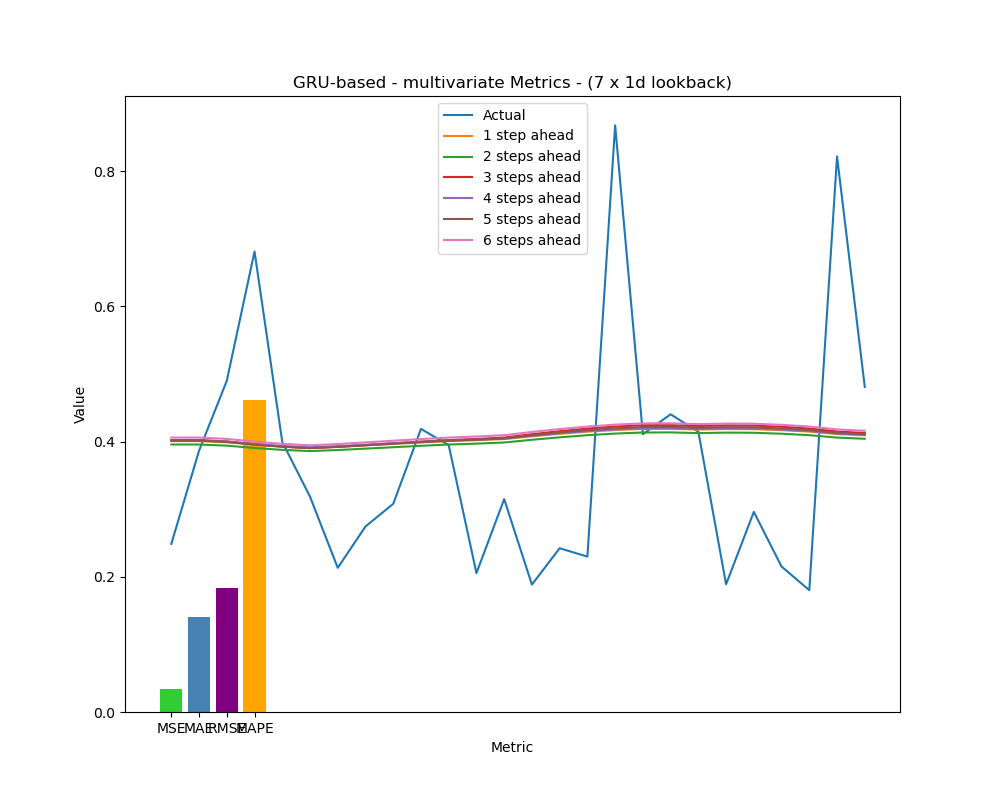 GRU-based - multivariate Metrics - (7 x 1d lookback)
Actual
1 step ahead
2 steps ahead
3 steps ahead
4 steps ahead
5 steps ahead
6 steps ahead
0.8
0.6
0.4
0.2
0.0
Value
MSE MAE RMSE MAPE
Metric